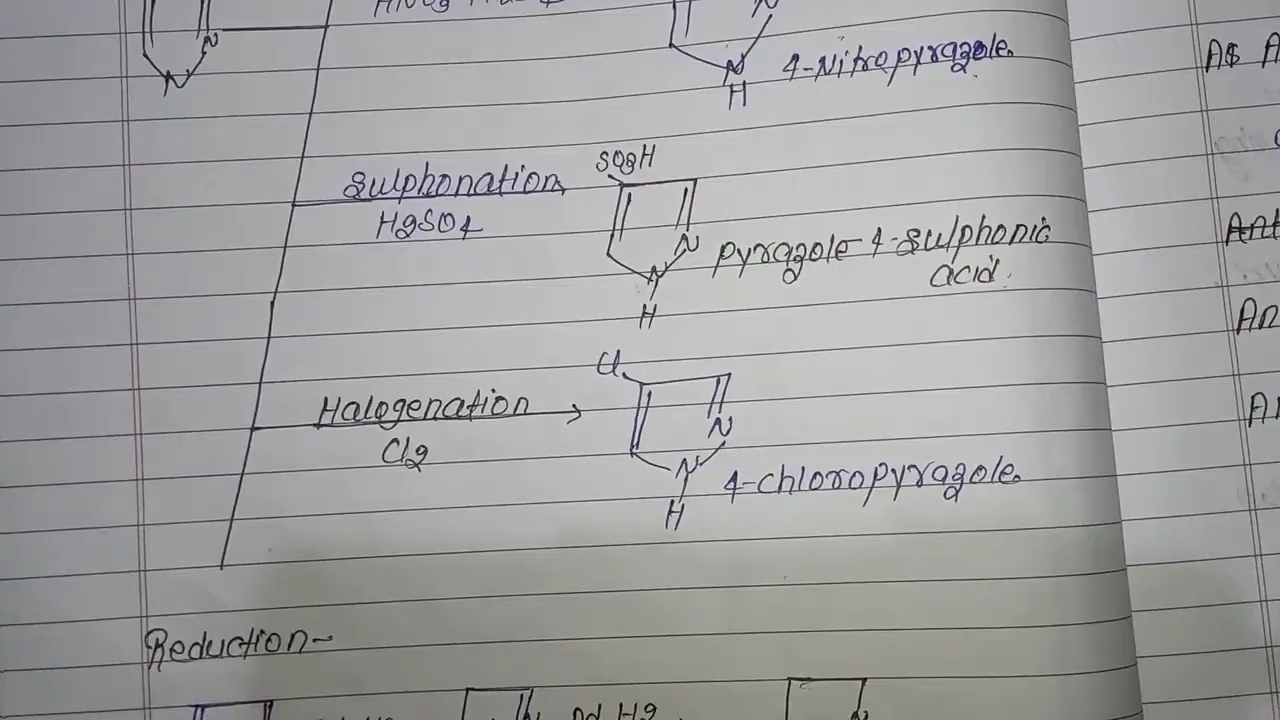 N
N
N
N
H
4-Nitropyrazole.
Sulphonation
H2SO4
SO3H
N
N
H
pyrazole-4-sulphonic
acid.
Halogenation
Cl2
Cl
N
N
H
4-chloropyrazole.
Reduction-